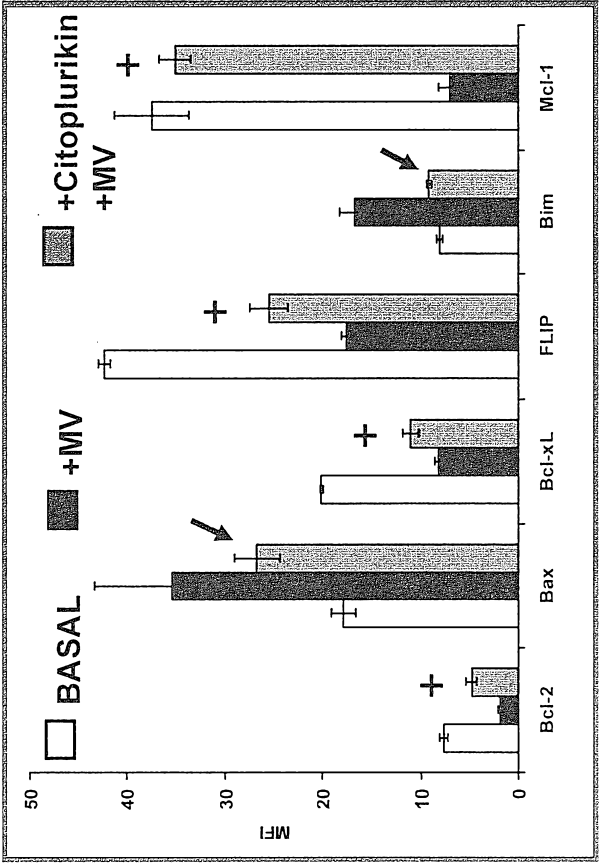 BASAL
+MV
+Citoplurikin
+MV
MFI
50
40
30
20
10
0
+
+
+
+
Bcl-2
Bax
Bcl-xL
FLIP
Bim
Mcl-1